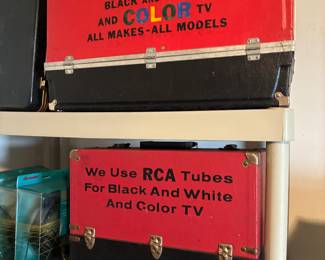 BLACK AND
AND COLOR TV
ALL MAKES-ALL MODELS
We Use RCA Tubes
For Black And White
And Color TV